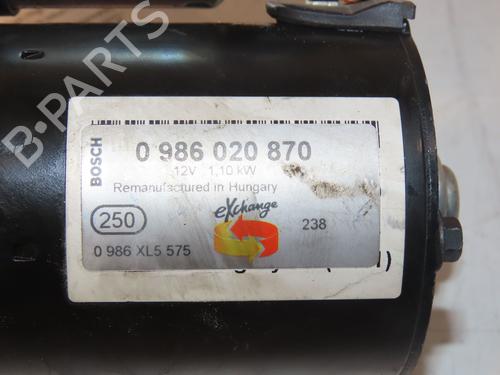 B-PARTS
BOSCH
0 986 020 870
12V 1,10 kW
Remanufactured in Hungary
eXchange
250
238
0 986 XL5 575